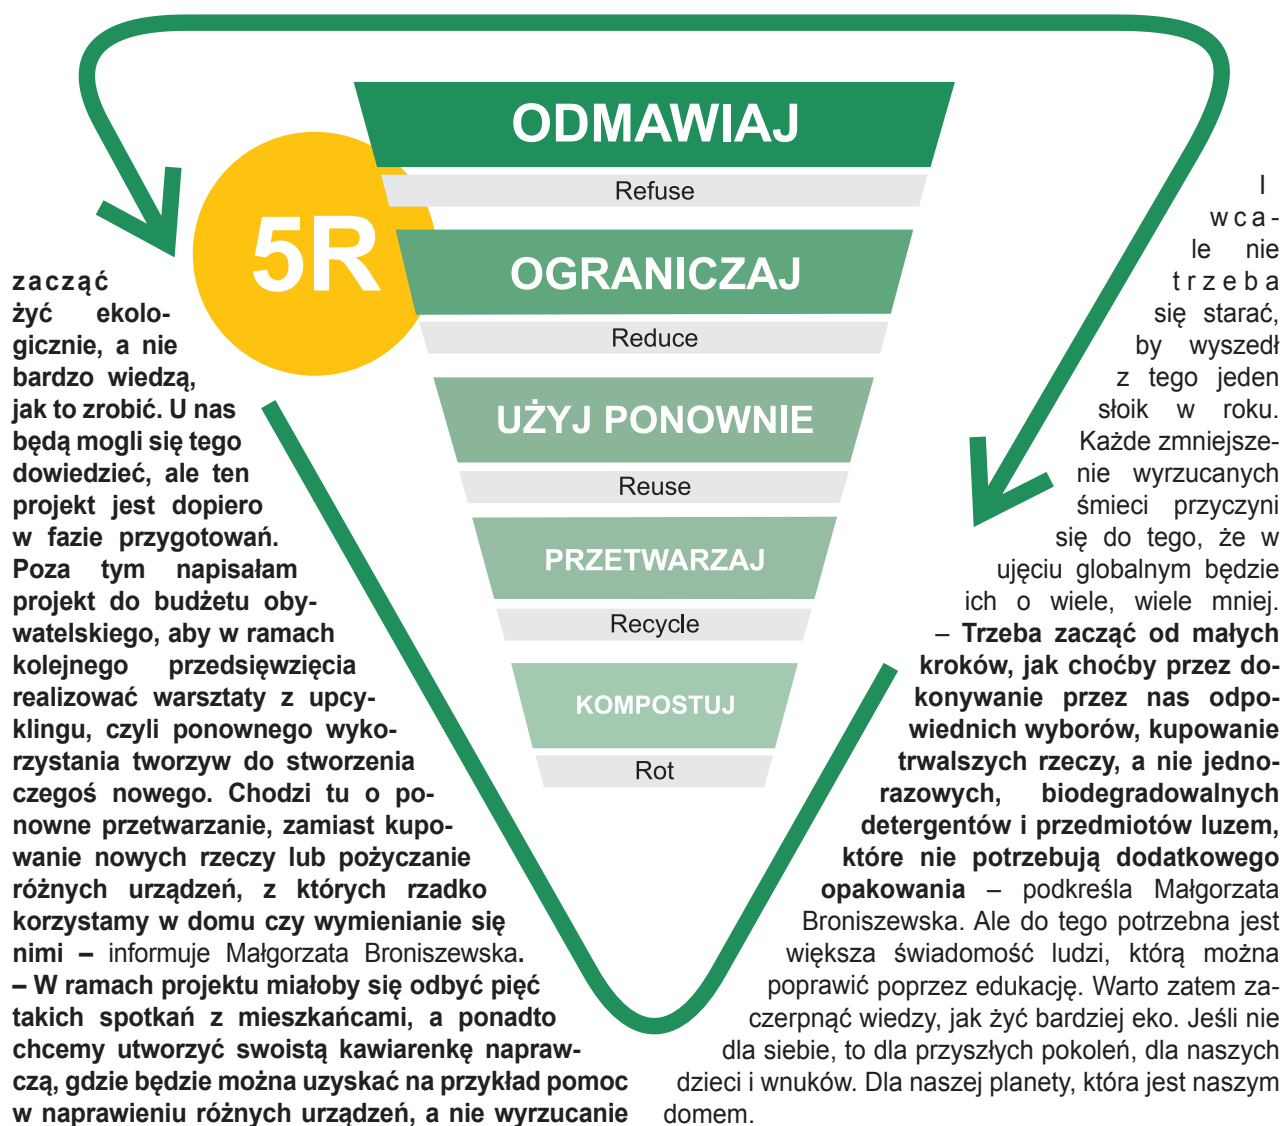 5R
ODMAWIAJ
Refuse
OGRANICZAJ
Reduce
UŻYJ PONOWNIE
Reuse
PRZETWARZAJ
Recycle
KOMPOSTUJ
Rot
zacząć
żyć ekolo-
gicznie, a nie
bardzo wiedzą,
jak to zrobić. U nas
będą mogli się tego
dowiedzieć, ale ten
projekt jest dopiero
w fazie przygotowań.
Poza tym napisałam
projekt do budżetu oby-
watelskiego, aby w ramach
kolejnego przedsięwzięcia
realizować warsztaty z upcy-
klingu, czyli ponownego wyko-
rzystania tworzyw do stworzenia
czegoś nowego. Chodzi tu o po-
nowne przetwarzanie, zamiast kupo-
wanie nowych rzeczy lub pożyczanie
różnych urządzeń, z których rzadko
korzystamy w domu czy wymienianie się
nimi – informuje Małgorzata Broniszewska.
– W ramach projektu miałoby się odbyć pięć
takich spotkań z mieszkańcami, a ponadto
chcemy utworzyć swoistą kawiarenkę napraw-
czą, gdzie będzie można uzyskać na przykład pomoc
w naprawieniu różnych urządzeń, a nie wyrzucanie
I
wca-
le nie
trzeba
się starać,
by wyszedł
z tego jeden
słoik w roku.
Każde zmniejsze-
nie wyrzucanych
śmieci przyczyni
się do tego, że w
ujęciu globalnym będzie
ich o wiele, wiele mniej.
– Trzeba zacząć od małych
kroków, jak choćby przez do-
konywanie przez nas odpo-
wiednich wyborów, kupowanie
trwalszych rzeczy, a nie jedno-
razowych, biodegradowalnych
detergentów i przedmiotów luzem,
które nie potrzebują dodatkowego
opakowania – podkreśla Małgorzata
Broniszewska. Ale do tego potrzebna jest
większa świadomość ludzi, którą można
poprawić poprzez edukację. Warto zatem za-
czerpnąć wiedzy, jak żyć bardziej eko. Jeśli nie
dla siebie, to dla przyszłych pokoleń, dla naszych
dzieci i wnuków. Dla naszej planety, która jest naszym
domem.